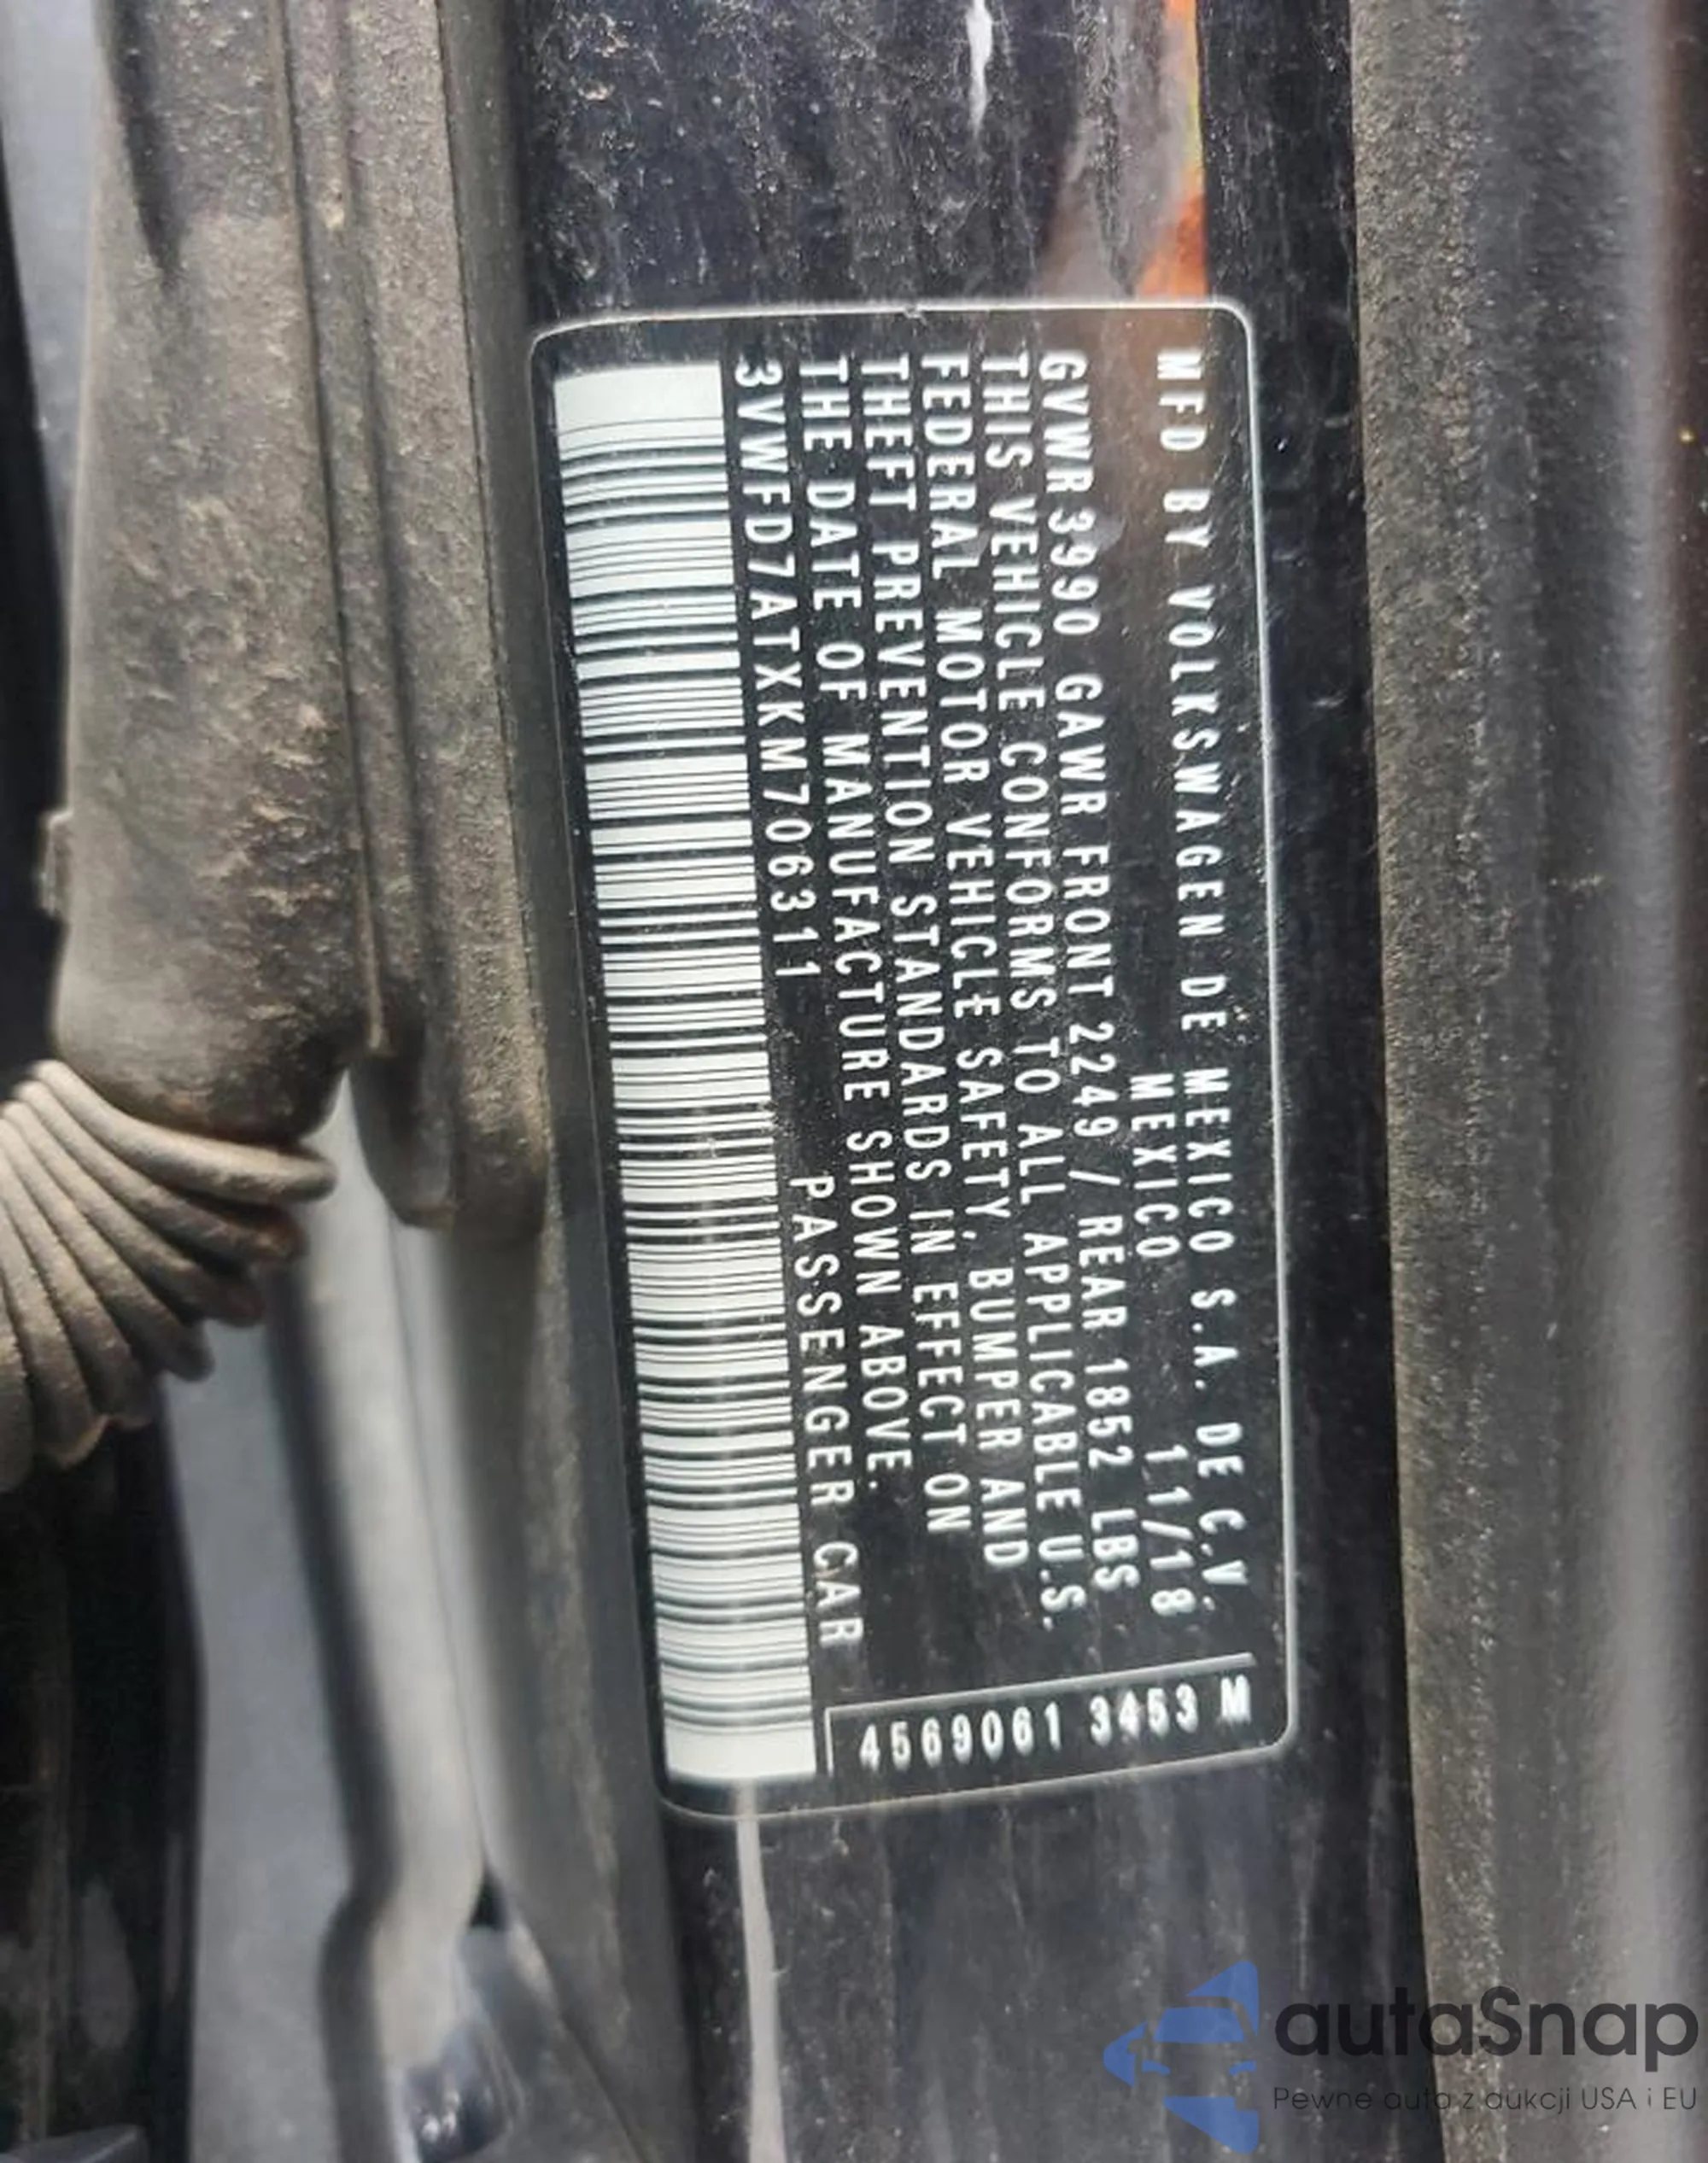 MFD BY VOLKSWAGEN DE MEXICO S.A. DE C.V.
MEXICO 11/18
GVWR 3990 GAWR FRONT 2249 / REAR 1852 LBS
THIS VEHICLE CONFORMS TO ALL APPLICABLE U.S.
FEDERAL MOTOR VEHICLE SAFETY, BUMPER AND
THEFT PREVENTION STANDARDS IN EFFECT ON
THE DATE OF MANUFACTURE SHOWN ABOVE.
3VWFD7ATXKM706311 PASSENGER CAR
4569061 3453 M
autaSnap
Pewne auto z aukcji USA i EU